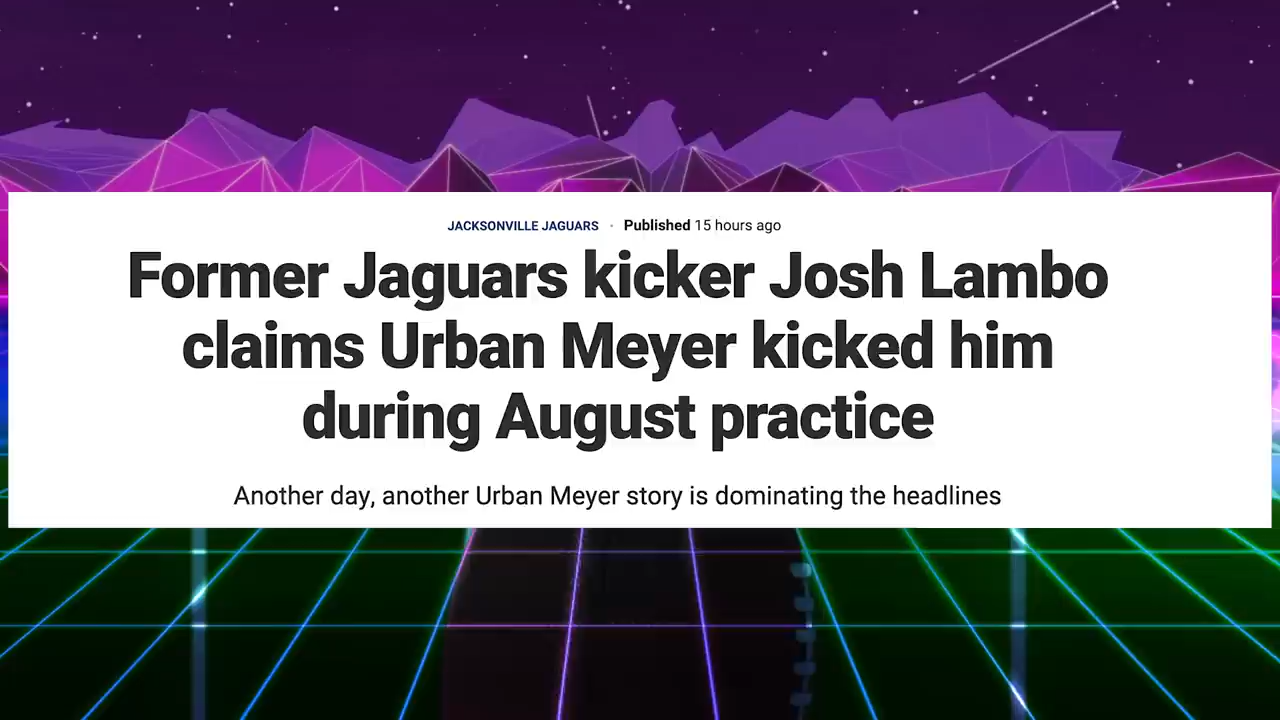 JACKSONVILLE JAGUARS · Published 15 hours ago
Former Jaguars kicker Josh Lambo
claims Urban Meyer kicked him
during August practice
Another day, another Urban Meyer story is dominating the headlines